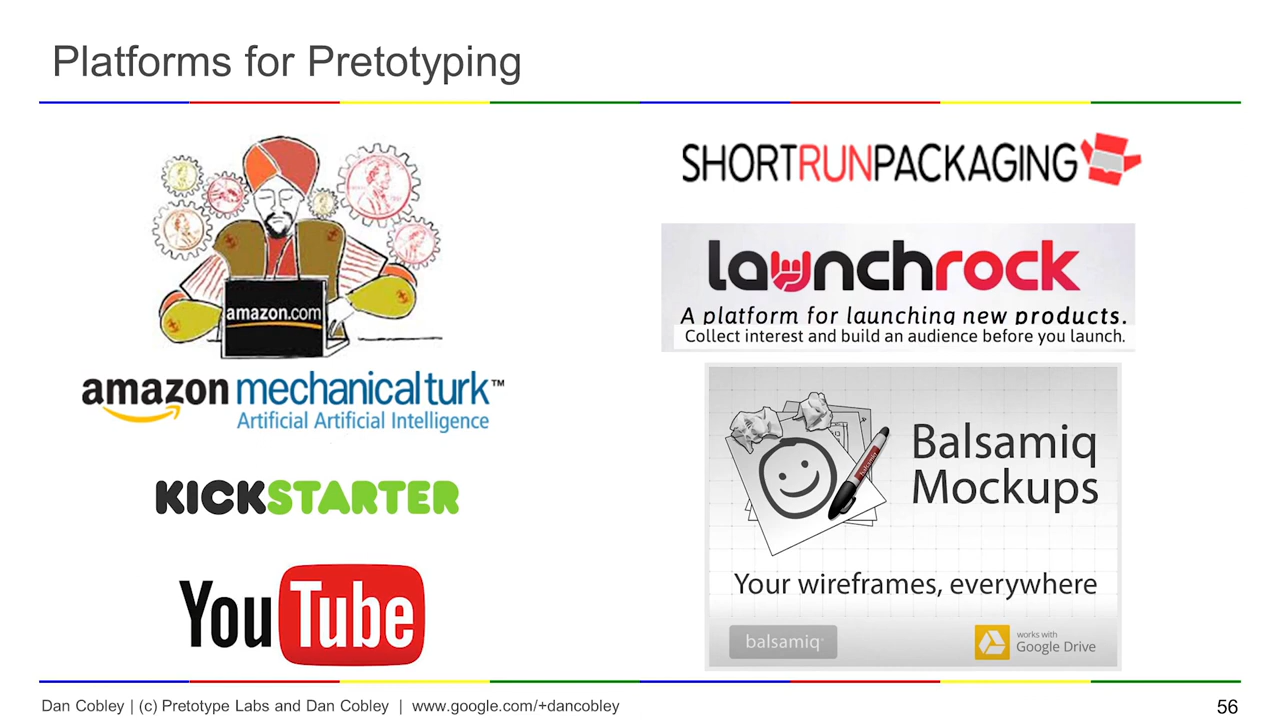 Platforms for Pretotyping
amazon.com
amazon mechanicalturk™
Artificial Artificial Intelligence
KICKSTARTER
YouTube
SHORTRUNPACKAGING
launchrock
A platform for launching new products.
Collect interest and build an audience before you launch.
Balsamiq
Mockups
balsamiq
Your wireframes, everywhere
balsamiq
works with
Google Drive
Dan Cobley | (c) Pretotype Labs and Dan Cobley | www.google.com/+dancobley
56